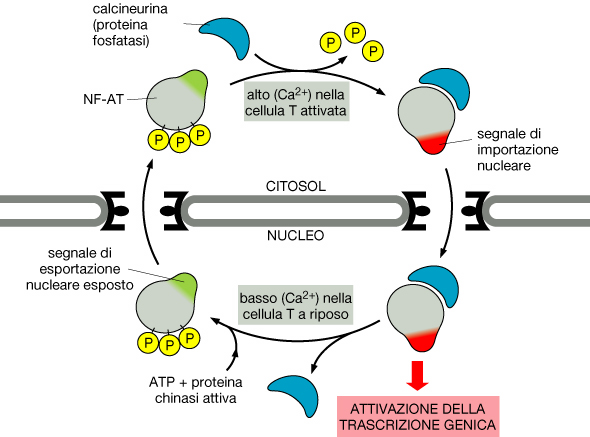 calcineurina
(proteina
fosfatasi)
P
P
P
NF-AT
P
P
P
alto (Ca2+) nella
cellula T attivata
segnale di
importazione
nucleare
CITOSOL
NUCLEO
segnale di
esportazione
nucleare esposto
P
P
P
basso (Ca2+) nella
cellula T a riposo
ATP + proteina
chinasi attiva
ATTIVAZIONE DELLA
TRASCRIZIONE GENICA